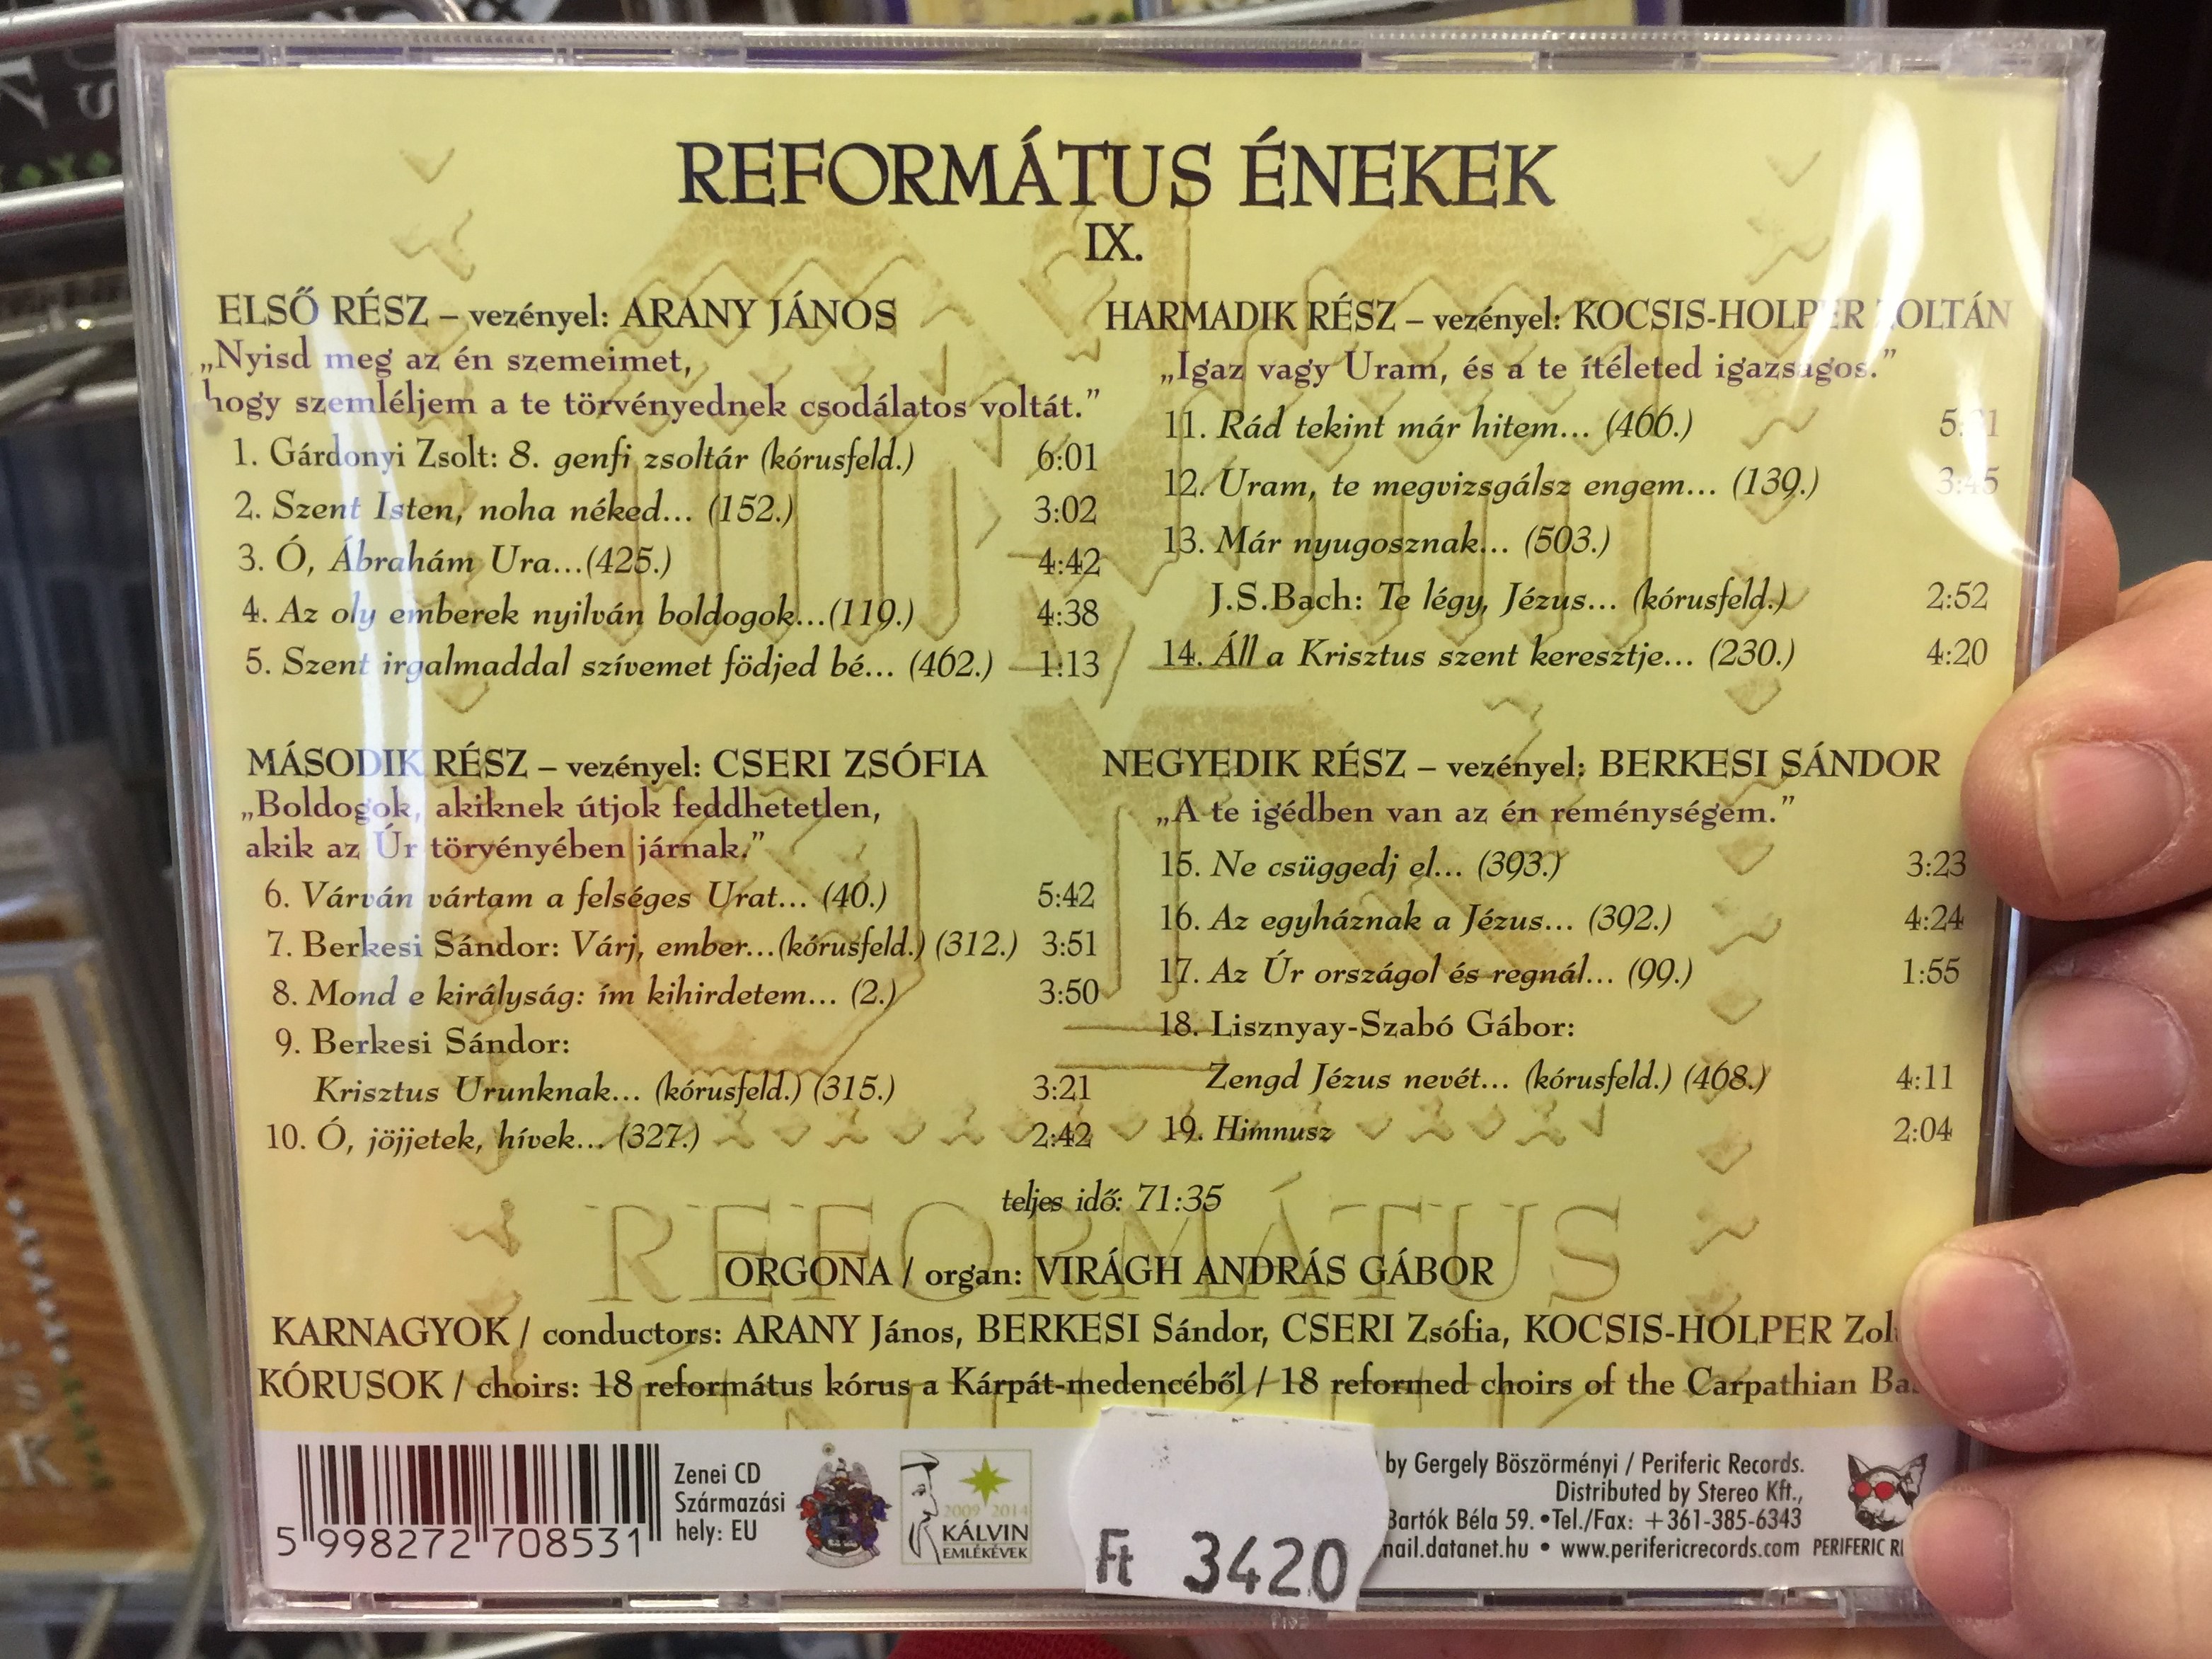 REFORMÁTUS ÉNEKEK
IX.
ELSŐ RÉSZ – vezényel: ARANY JÁNOS
„Nyisd meg az én szemeimet,
hogy szemléljem a te törvényednek csodálatos voltát.”
1. Gárdonyi Zsolt: 8. genfi zsoltár (kórusfeld.) 6:01
2. Szent Isten, noha néked... (152.) 3:02
3. Ó, Ábrahám Ura...(425.) 4:42
4. Az oly emberek nyilván boldogok...(119.) 4:38
5. Szent irgalmaddal szívemet födjed bé... (462.) 1:13
MÁSODIK RÉSZ – vezényel: CSERI ZSÓFIA
„Boldogok, akiknek útjok feddhetetlen,
akik az Úr törvényében járnak.”
6. Várván vártam a felséges Urat... (40.) 5:42
7. Berkesi Sándor: Várj, ember...(kórusfeld.) (312.) 3:51
8. Mond e királyság: ím kihirdetem... (2.) 3:50
9. Berkesi Sándor:
Krisztus Urunknak... (kórusfeld.) (315.) 3:21
10. Ó, jöjjetek, hívek... (327.) 2:42
HARMADIK RÉSZ – vezényel: KOCSIS-HOLPER ZOLTÁN
„Igaz vagy Uram, és a te ítéleted igazságos.”
11. Rád tekint már hitem... (466.)
12. Uram, te megvizsgálsz engem... (139.) 3:45
13. Már nyugosznak... (503.)
J.S.Bach: Te légy, Jézus... (kórusfeld.) 2:52
14. Áll a Krisztus szent keresztje... (230.) 4:20
NEGYEDIK RÉSZ – vezényel: BERKESI SÁNDOR
„A te igédben van az én reménységem.”
15. Ne csüggedj el... (393.) 3:23
16. Az egyháznak a Jézus... (392.) 4:24
17. Az Úr országol és regnál... (99.) 1:55
18. Lisznyay-Szabó Gábor:
Zengd Jézus nevét... (kórusfeld.) (468.) 4:11
19. Himnusz 2:04
teljes idő: 71:35
REFORMÁTUS
ORGONA / organ: VIRÁGH ANDRÁS GÁBOR
KARNAGYOK / conductors: ARANY János, BERKESI Sándor, CSERI Zsófia, KOCSIS-HOLPER Zol
KÓRUSOK / choirs: 18 református kórus a Kárpát-medencéből / 18 reformed choirs of the Carpathian
5 998272 708531
Zenei CD
Származási
hely: EU
2009 2014
KÁLVIN
EMLÉKÉVEK
Ft 3420
by Gergely Böszörményi / Periferic Records.
Distributed by Stereo Kft.,
Bartók Béla 59. •Tel./Fax: +361-385-6343
mail.datanet.hu • www.perifericrecords.com
PERIFERIC